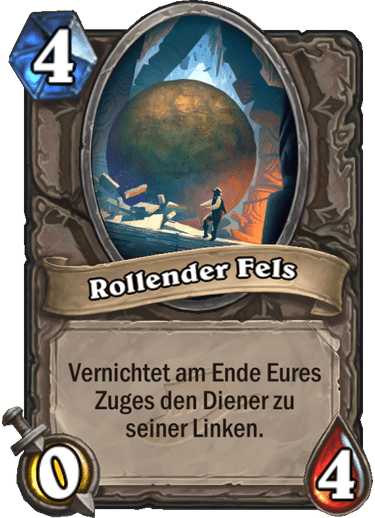 4
Rollender Fels
Vernichtet am Ende Eures
Zuges den Diener zu
seiner Linken.
0
4